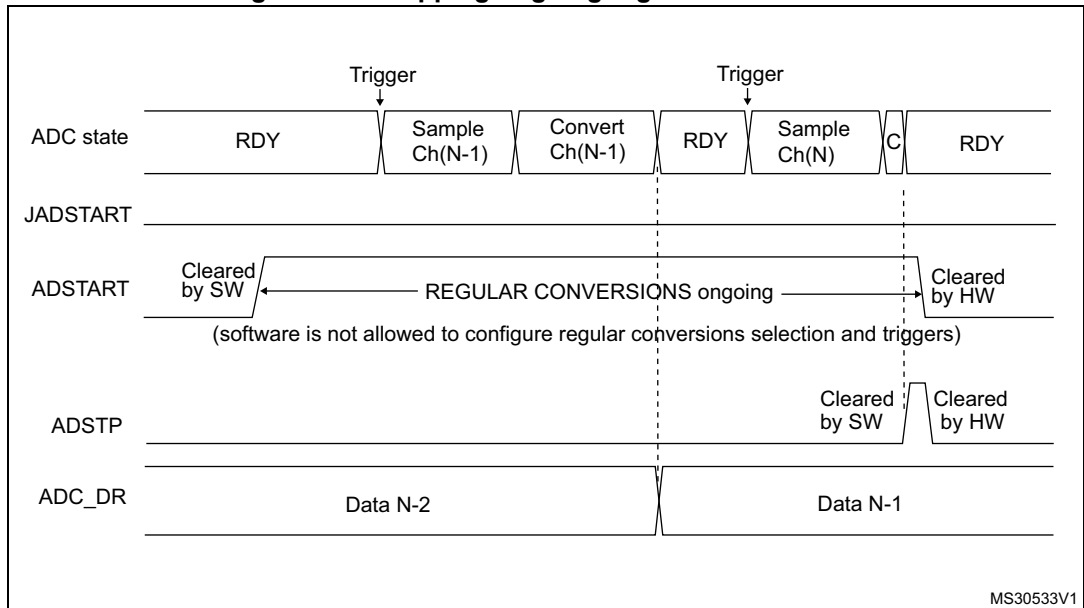 Trigger Trigger
ADC state RDY Sample Ch(N-1) Convert Ch(N-1) RDY Sample Ch(N) C RDY
JADSTART
ADSTART Cleared by SW REGULAR CONVERSIONS ongoing Cleared by HW
(software is not allowed to configure regular conversions selection and triggers)
ADSTP Cleared by SW Cleared by HW
ADC_DR Data N-2 Data N-1
MS30533V1